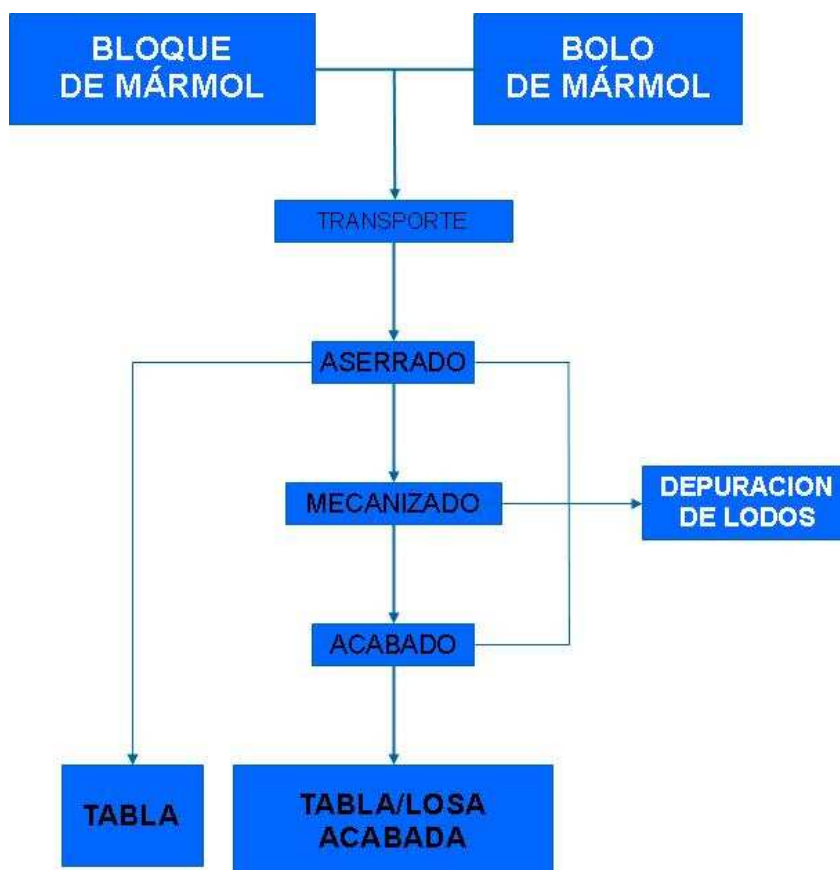 BLOQUE
DE MÁRMOL
BOLO
DE MÁRMOL
TRANSPORTE
ASERRADO
MECANIZADO
DEPURACION
DE LODOS
ACABADO
TABLA
TABLA/LOSA
ACABADA